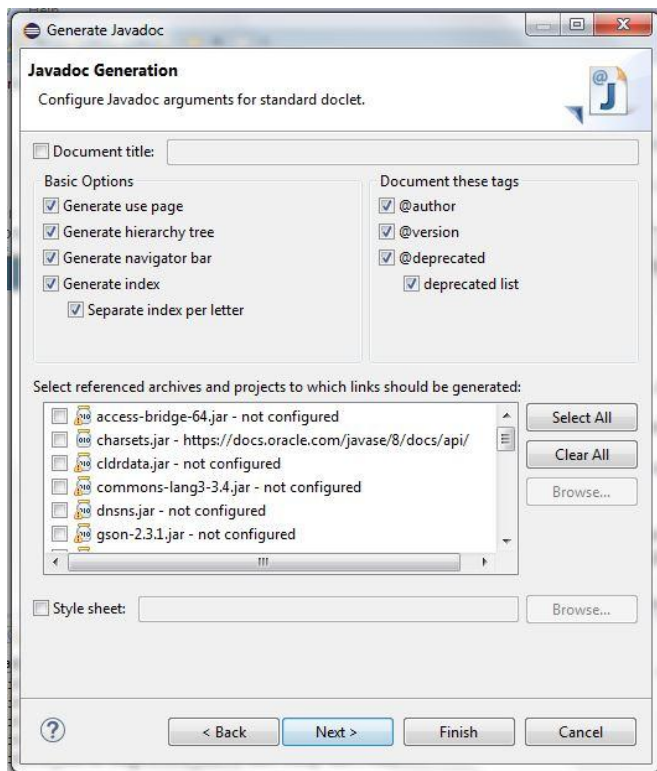 Generate Javadoc
Javadoc Generation
Configure Javadoc arguments for standard doclet.
@
J
Document title:
Basic Options
Generate use page
Generate hierarchy tree
Generate navigator bar
Generate index
Separate index per letter
Document these tags
@author
@version
@deprecated
deprecated list
Select referenced archives and projects to which links should be generated:
access-bridge-64.jar - not configured
charsets.jar - https://docs.oracle.com/javase/8/docs/api/
cldrdata.jar - not configured
commons-lang3-3.4.jar - not configured
dnsns.jar - not configured
gson-2.3.1.jar - not configured
Select All
Clear All
Browse...
Style sheet:
Browse...
?
< Back
Next >
Finish
Cancel